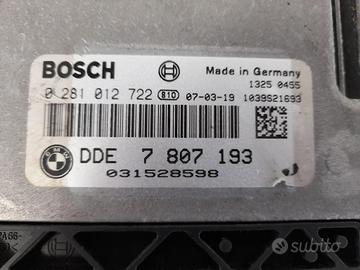 BOSCH
Made in Germany
1325 0455
0 281 012 722 B10 07-03-19 1039S21693
DDE 7 807 193
031528598
subito